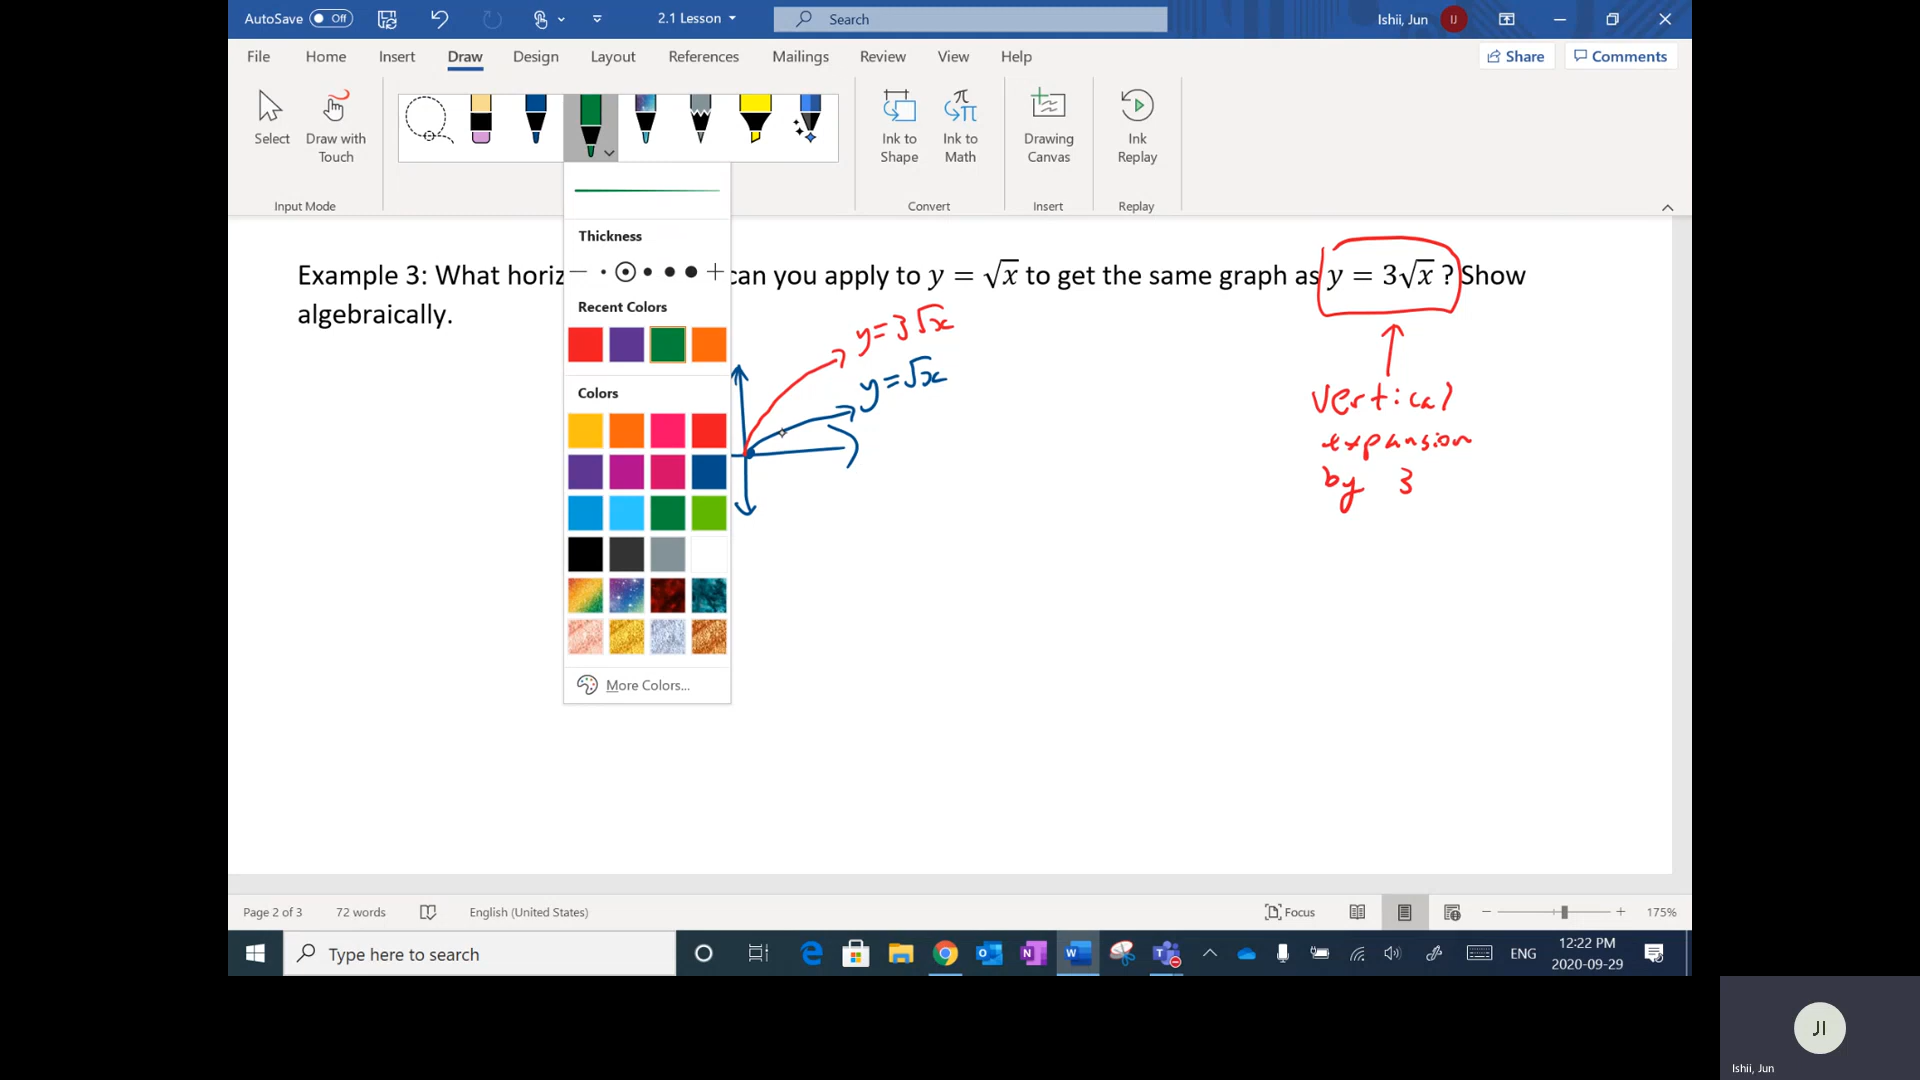 AutoSave Off 2.1 Lesson Search Ishii, Jun IJ
File Home Insert Draw Design Layout References Mailings Review View Help Share Comments
Select Draw with Touch Ink to Shape Ink to Math Drawing Canvas Ink Replay
Input Mode Convert Insert Replay
Thickness
Recent Colors
Colors
More Colors...
Example 3: What horiz can you apply to y = √x to get the same graph as y = 3√x ? Show
algebraically.
y=3√x
y=√x
vertical
expansion
by 3
Page 2 of 3 72 words English (United States) Focus 175%
Type here to search ENG 12:22 PM
2020-09-29
JI
Ishii, Jun